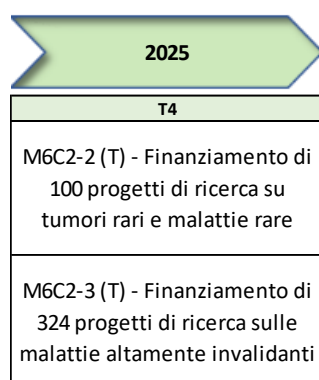 2025
T4
M6C2-2 (T) - Finanziamento di
100 progetti di ricerca su
tumori rari e malattie rare
M6C2-3 (T) - Finanziamento di
324 progetti di ricerca sulle
malattie altamente invalidanti